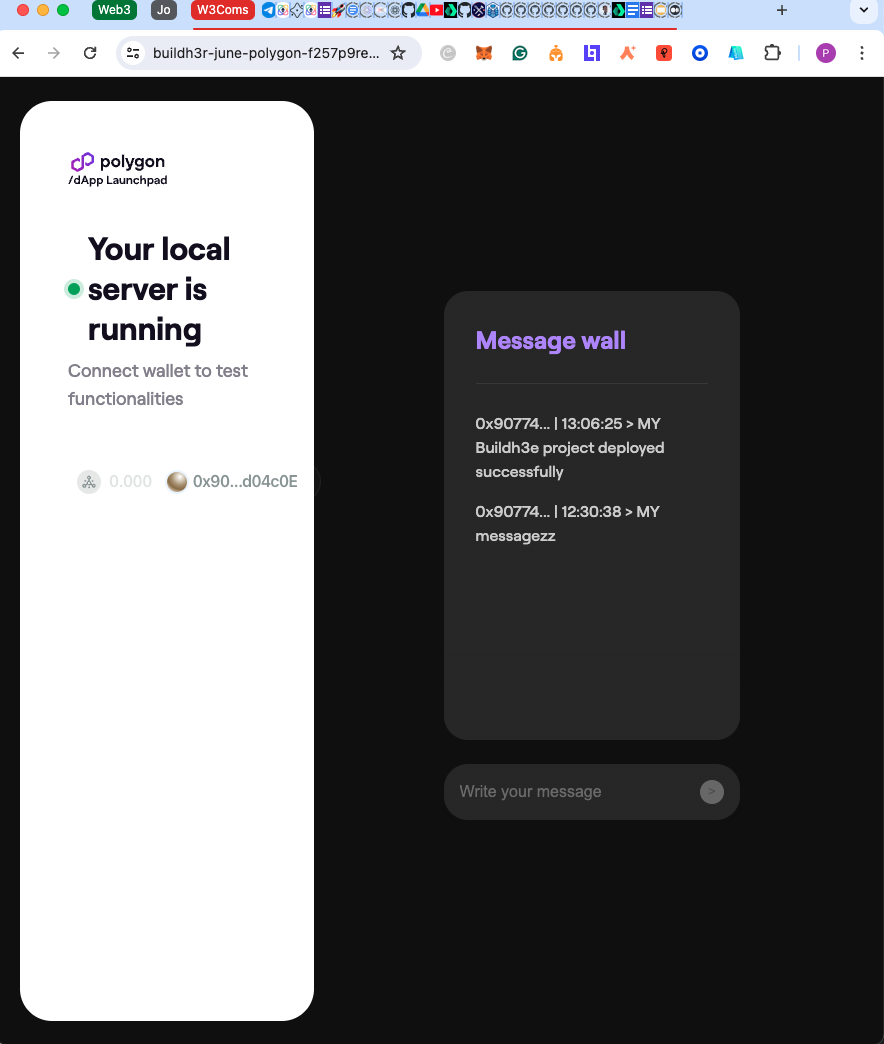 Web3
Jo
W3Coms
buildh3r-june-polygon-f257p9re...
P
polygon
/dApp Launchpad
Your local
server is
running
Connect wallet to test
functionalities
0.000
0x90...d04c0E
Message wall
0x90774... | 13:06:25 > MY
Buildh3e project deployed
successfully
0x90774... | 12:30:38 > MY
messagezz
Write your message
>